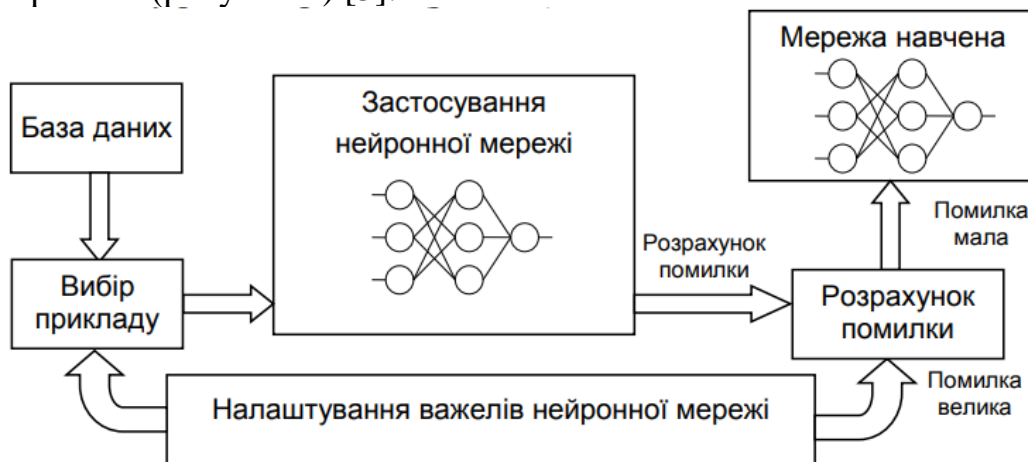 Мережа навчена
База даних
Застосування
нейронної мережі
Помилка
мала
Розрахунок
помилки
Вибір
прикладу
Розрахунок
помилки
Помилка
велика
Налаштування важелів нейронної мережі